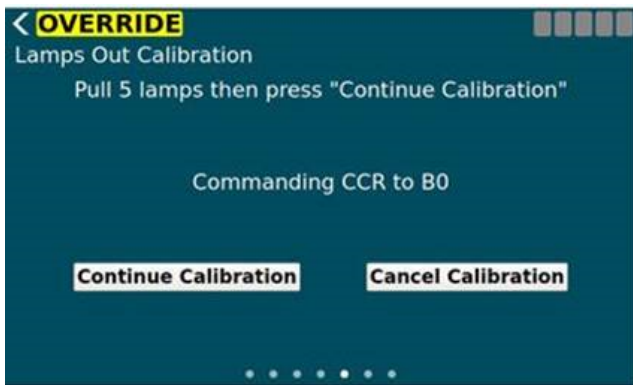 OVERRIDE
Lamps Out Calibration
Pull 5 lamps then press "Continue Calibration"
Commanding CCR to B0
Continue Calibration
Cancel Calibration